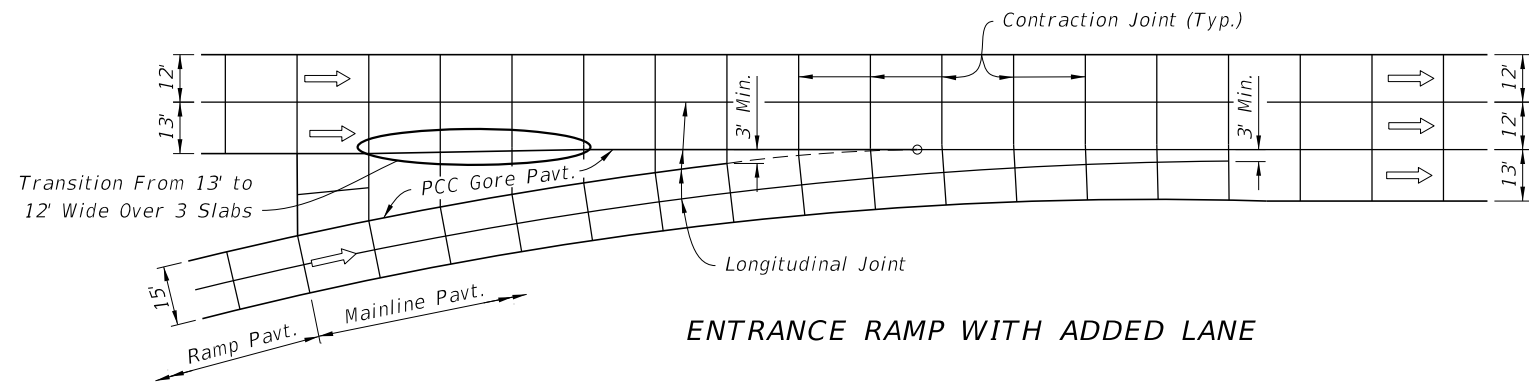 Contraction Joint (Typ.)
12'
13'
3' Min.
3' Min.
12'
12'
13'
Transition From 13' to
12' Wide Over 3 Slabs
PCC Gore Pavt.
Longitudinal Joint
15'
Mainline Pavt.
Ramp Pavt.
ENTRANCE RAMP WITH ADDED LANE